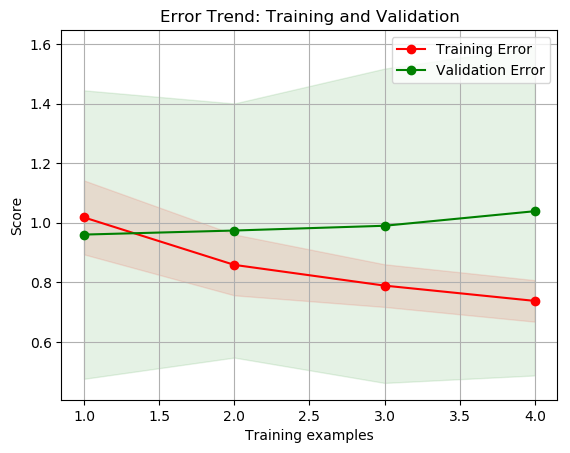 Error Trend: Training and Validation
Training Error
Validation Error
Score
1.6
1.4
1.2
1.0
0.8
0.6
1.0 1.5 2.0 2.5 3.0 3.5 4.0
Training examples